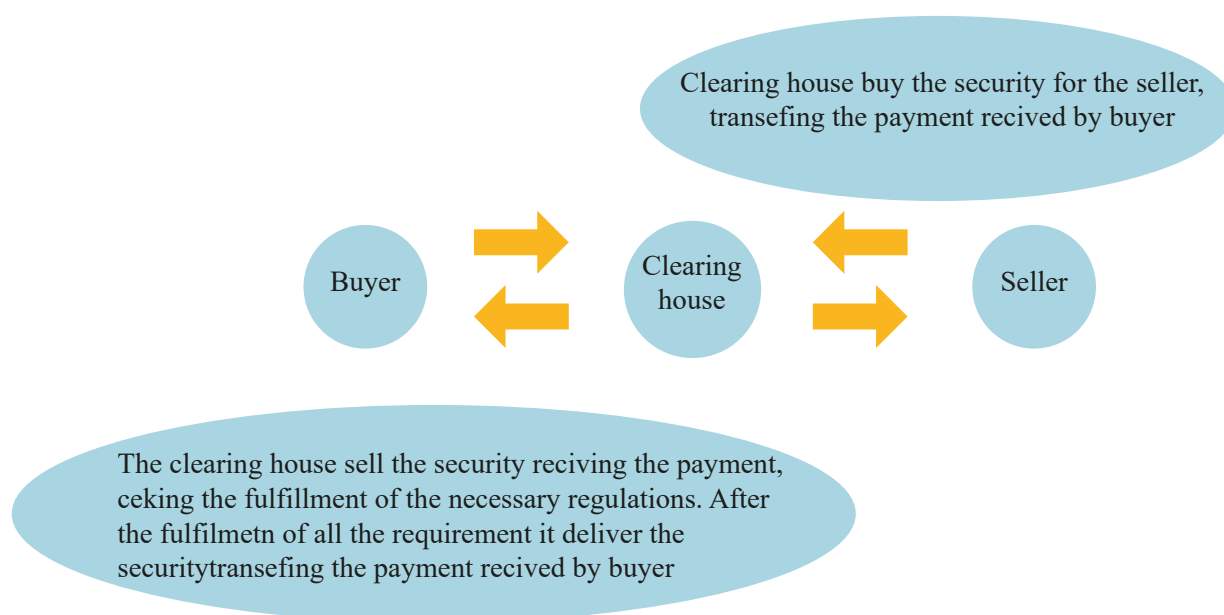 Clearing house buy the security for the seller,
transefing the payment recived by buyer
Buyer
Clearing
house
Seller
The clearing house sell the security reciving the payment,
ceking the fulfillment of the necessary regulations. After
the fulfilmetn of all the requirement it deliver the
securitytransefing the payment recived by buyer